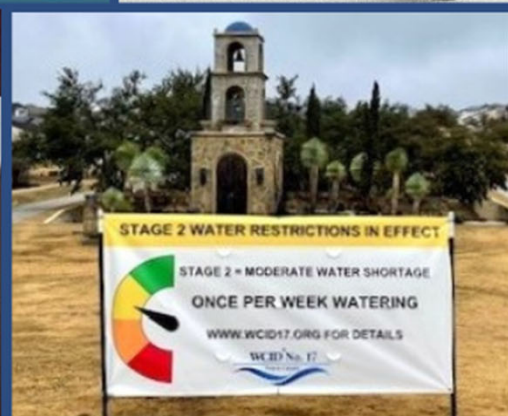 STAGE 2 WATER RESTRICTIONS IN EFFECT
STAGE 2 = MODERATE WATER SHORTAGE
ONCE PER WEEK WATERING
WWW.WCID17.ORG FOR DETAILS
WCID No. 17